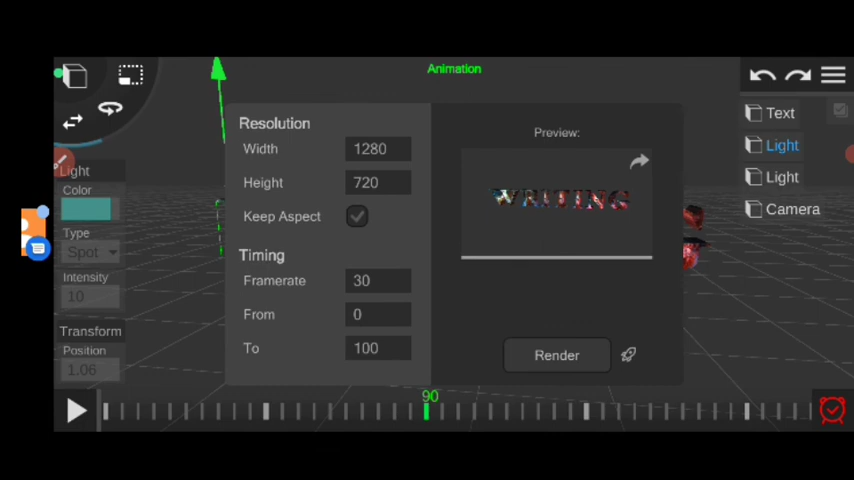 Animation
Resolution
Width 1280
Height 720
Keep Aspect
Timing
Framerate 30
From 0
To 100
Preview:
WRITING
Render
Light
Color
Type
Spot
Intensity
10
Transform
Position
1.06
Text
Light
Light
Camera
90